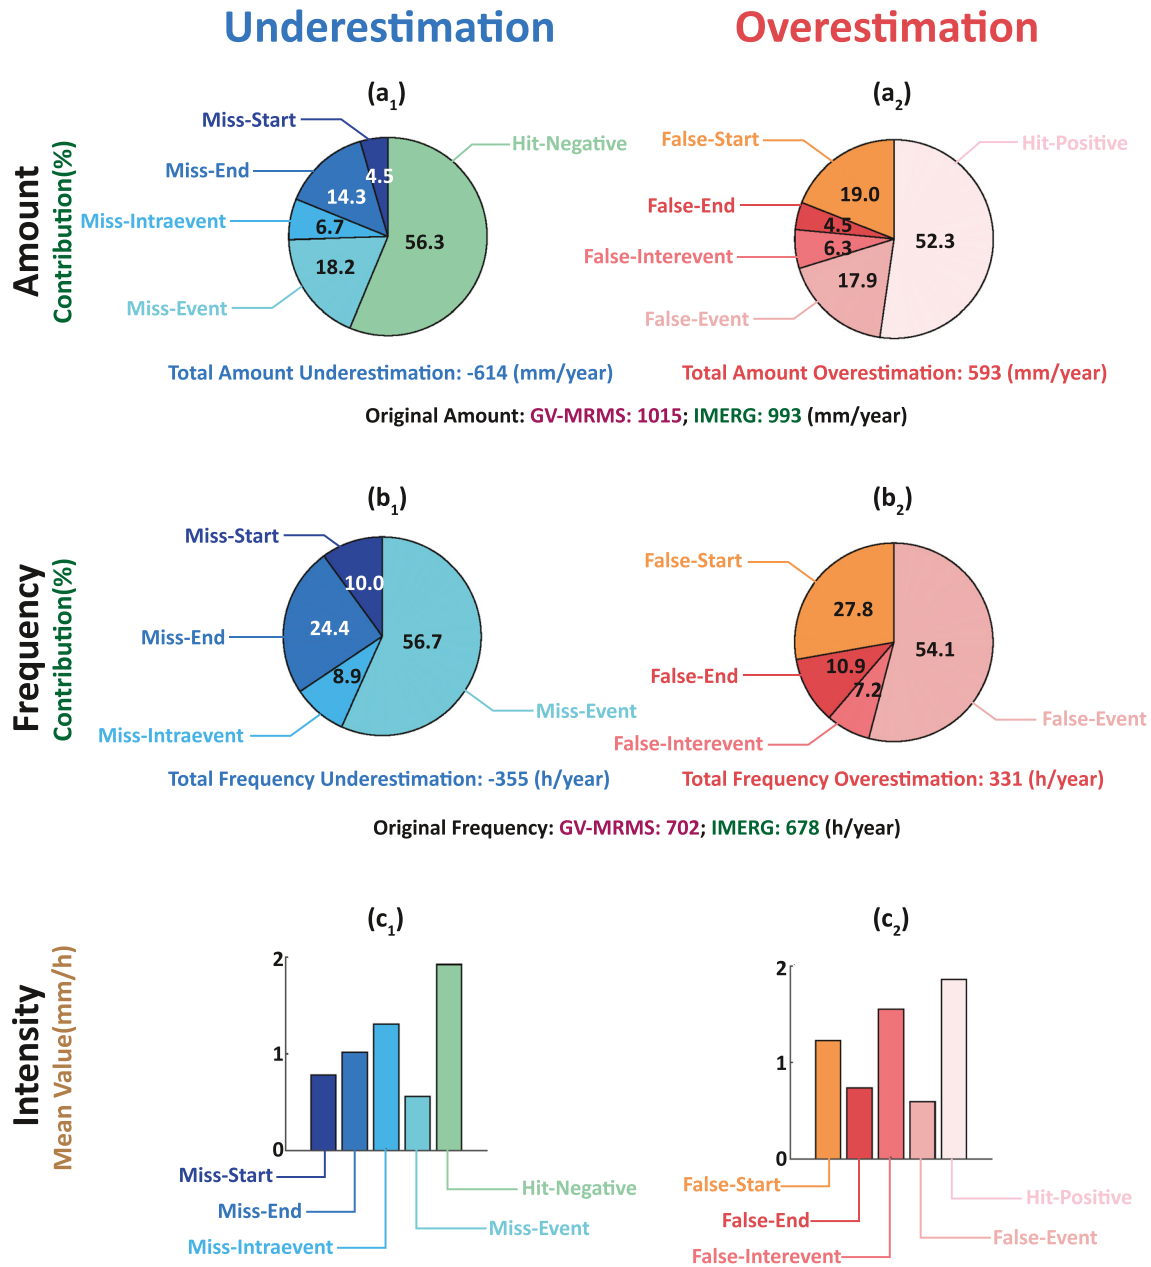 Underestimation
Overestimation
Amount
Contribution(%)
(a1)
Miss-Start
Miss-End
Miss-Intraevent
Miss-Event
Hit-Negative
4.5
14.3
6.7
18.2
56.3
Total Amount Underestimation: -614 (mm/year)
(a2)
False-Start
False-End
False-Interevent
False-Event
Hit-Positive
19.0
4.5
6.3
17.9
52.3
Total Amount Overestimation: 593 (mm/year)
Original Amount: GV-MRMS: 1015; IMERG: 993 (mm/year)
Frequency
Contribution(%)
(b1)
Miss-Start
Miss-End
Miss-Intraevent
Miss-Event
10.0
24.4
8.9
56.7
Total Frequency Underestimation: -355 (h/year)
(b2)
False-Start
False-End
False-Interevent
False-Event
27.8
10.9
7.2
54.1
Total Frequency Overestimation: 331 (h/year)
Original Frequency: GV-MRMS: 702; IMERG: 678 (h/year)
Intensity
Mean Value(mm/h)
(c1)
2
1
0
Miss-Start
Miss-End
Miss-Intraevent
Hit-Negative
Miss-Event
(c2)
2
1
0
False-Start
False-End
False-Interevent
Hit-Positive
False-Event